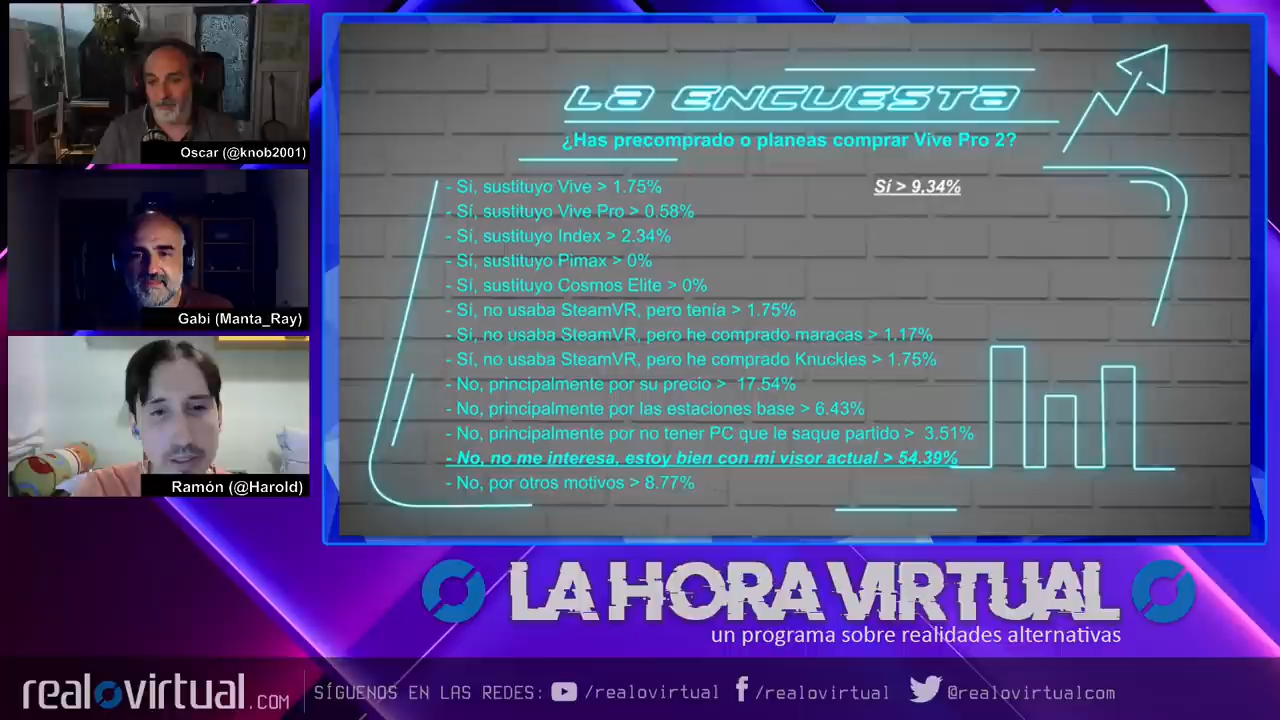 Oscar (@knob2001)
Gabi (Manta_Ray)
Ramón (@Harold)
LA ENCUESTA
¿Has precomprado o planeas comprar Vive Pro 2?
- Si, sustituyo Vive > 1.75%
Sí > 9,34%
- Sí, sustituyo Vive Pro > 0.58%
- Sí, sustituyo Index > 2.34%
- Sí, sustituyo Pimax > 0%
- Sí, sustituyo Cosmos Elite > 0%
- Sí, no usaba SteamVR, pero tenía > 1.75%
- Sí, no usaba SteamVR, pero he comprado maracas > 1.17%
- Sí, no usaba SteamVR, pero he comprado Knuckles > 1.75%
- No, principalmente por su precio > 17.54%
- No, principalmente por las estaciones base > 6.43%
- No, principalmente por no tener PC que le saque partido > 3.51%
- No, no me interesa, estoy bien con mi visor actual > 54.39%
- No, por otros motivos > 8.77%
LA HORA VIRTUAL
un programa sobre realidades alternativas
realovirtual.com
SÍGUENOS EN LAS REDES:
/realovirtual
/realovirtual
@realovirtualcom